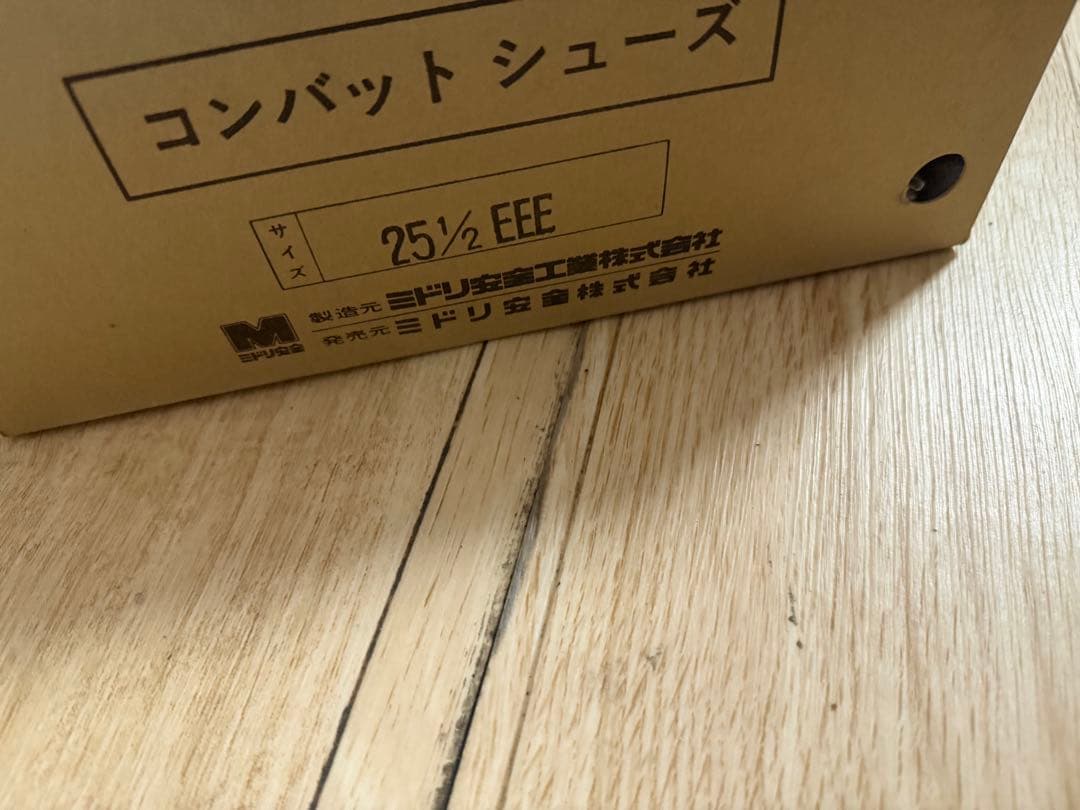 コンバット シューズ
サイズ
25 1/2 EEE
製造元 ミドリ安全工業株式会社
発売元 ミドリ安全株式会社
M
ミドリ安全